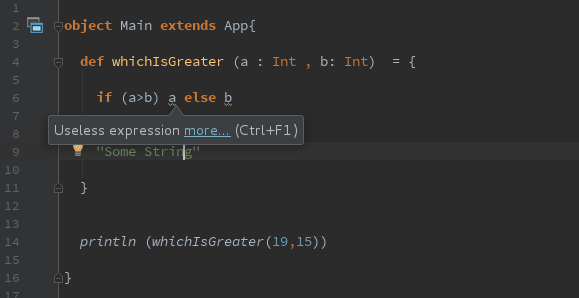 1
2 object Main extends App{
3
4 def whichIsGreater (a : Int , b: Int)  = {
5
6 if (a>b) a else b
7
Useless expression more... (Ctrl+F1)
8
9 "Some String"
10
11 }
12
13
14 println (whichIsGreater(19,15))
15
16 }
17